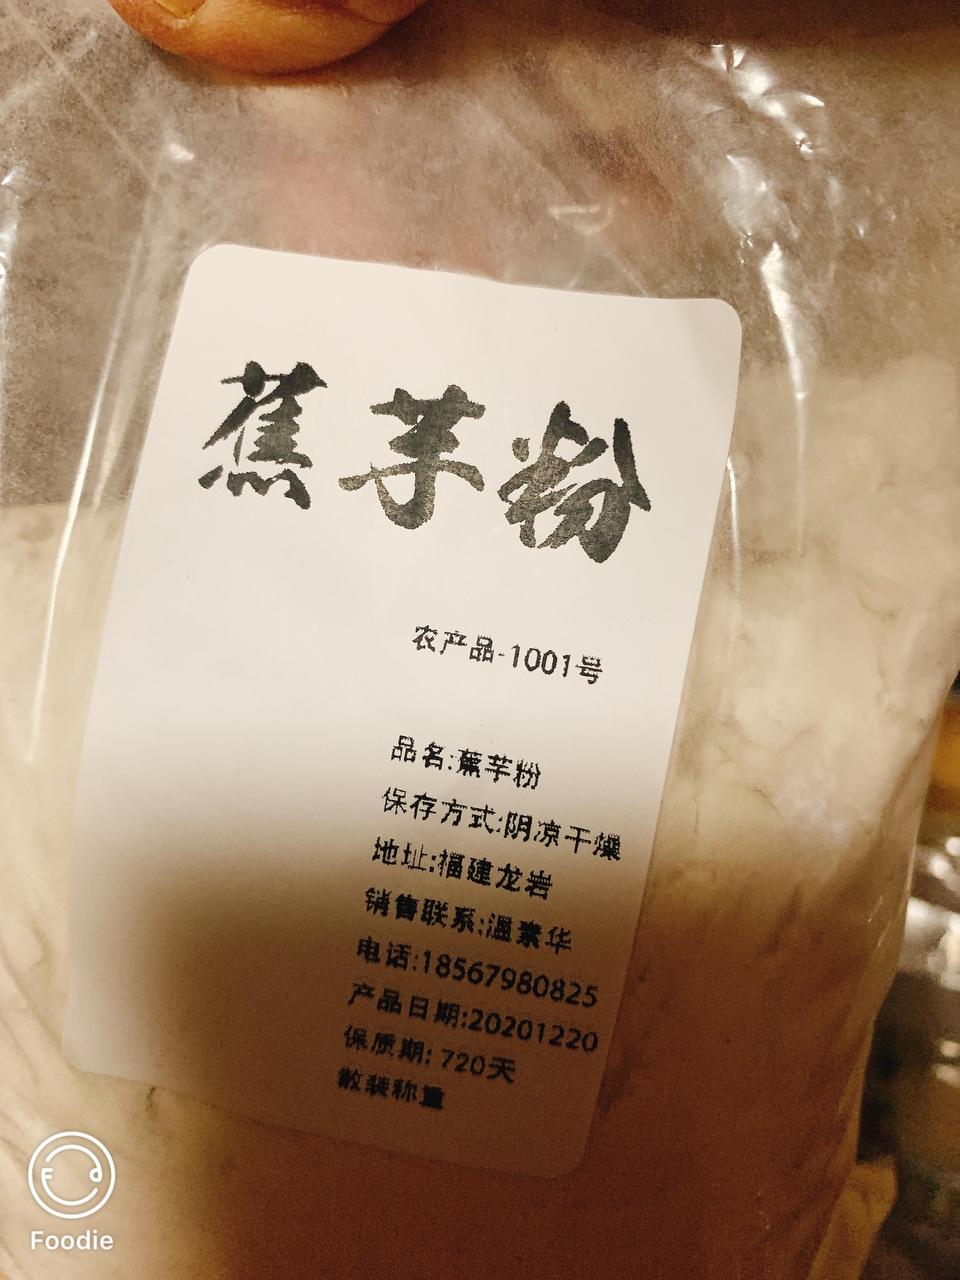 蕉芋粉
农产品-1001号
品名:蕉芋粉
保存方式:阴凉干燥
地址:福建龙岩
销售联系:温素华
电话:18567980825
产品日期:20201220
保质期: 720天
散装称重
F d
Foodie